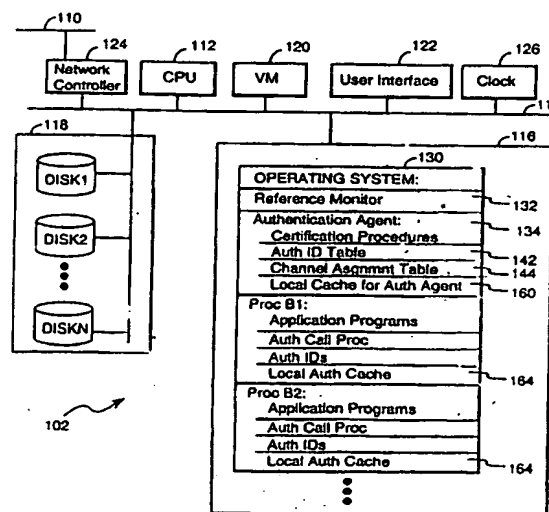 110
124
112
120
122
126
Network
Controller
CPU
VM
User Interface
Clock
11
118
116
DISK1
DISK2
DISKN
102
130
OPERATING SYSTEM:
Reference Monitor
132
Authentication Agent:
134
Certification Procedures
Auth ID Table
142
Channel Asgnmnt Table
144
Local Cache for Auth Agent
160
Proc B1:
Application Programs
Auth Call Proc
Auth IDs
Local Auth Cache
164
Proc B2:
Application Programs
Auth Call Proc
Auth IDs
Local Auth Cache
164